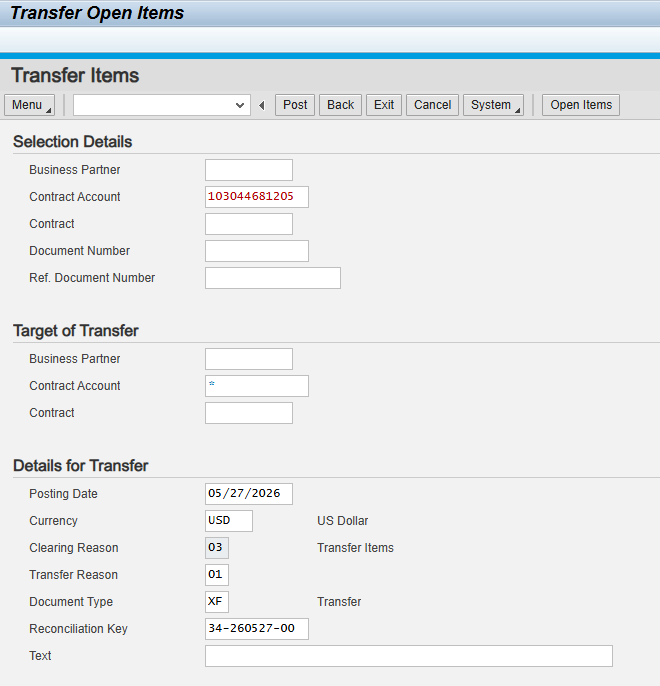 Transfer Open Items
Transfer Items
Menu Post Back Exit Cancel System Open Items
Selection Details
Business Partner
Contract Account 103044681205
Contract
Document Number
Ref. Document Number
Target of Transfer
Business Partner
Contract Account *
Contract
Details for Transfer
Posting Date 05/27/2026
Currency USD US Dollar
Clearing Reason 03 Transfer Items
Transfer Reason 01
Document Type XF Transfer
Reconciliation Key 34-260527-00
Text